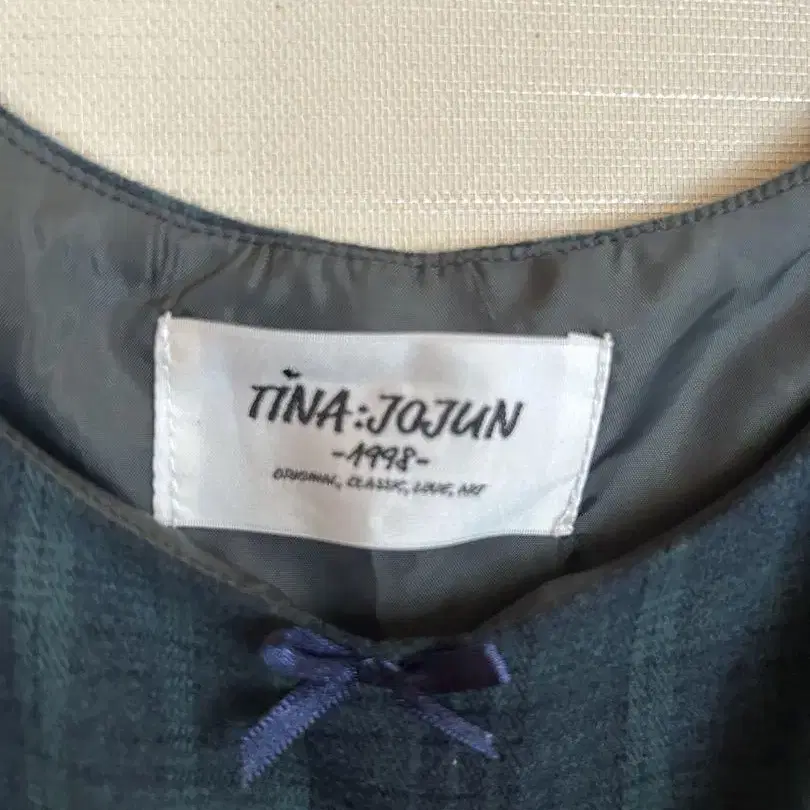 TINA:JOJUN
-1998-
ORIGINAL, CLASSIC, LOVE, ART